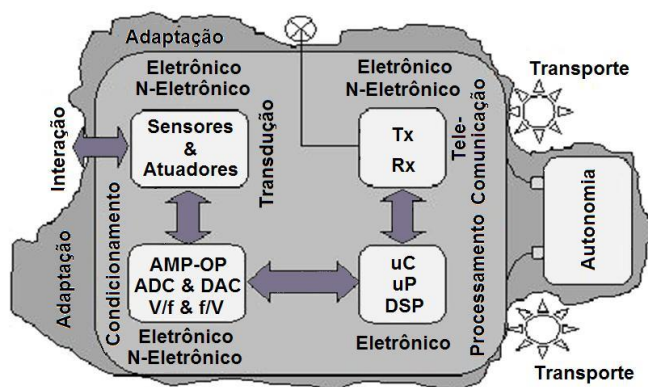 Adaptação
Eletrônico
N-Eletrônico
Eletrônico
N-Eletrônico
Transporte
Interação
Sensores
&
Atuadores
Transdução
Tx
Rx
Tele-
Comunicação
Autonomia
Adaptação
Condicionamento
AMP-OP
ADC & DAC
V/f & f/V
uC
uP
DSP
Processamento
Eletrônico
N-Eletrônico
Eletrônico
Transporte